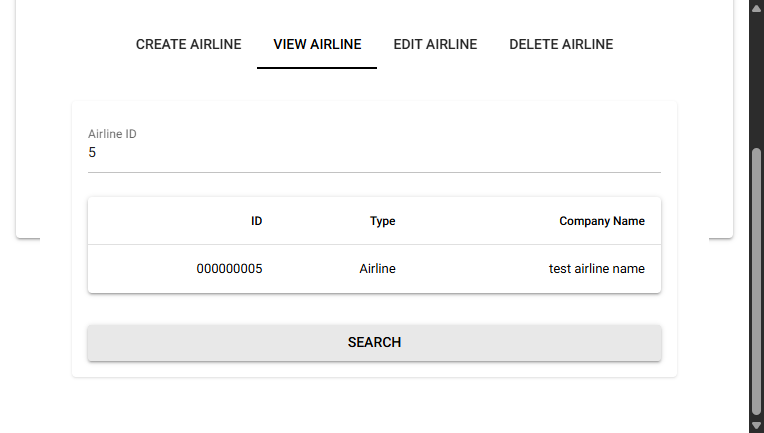 CREATE AIRLINE VIEW AIRLINE EDIT AIRLINE DELETE AIRLINE
Airline ID
5
ID Type Company Name
000000005 Airline test airline name
SEARCH